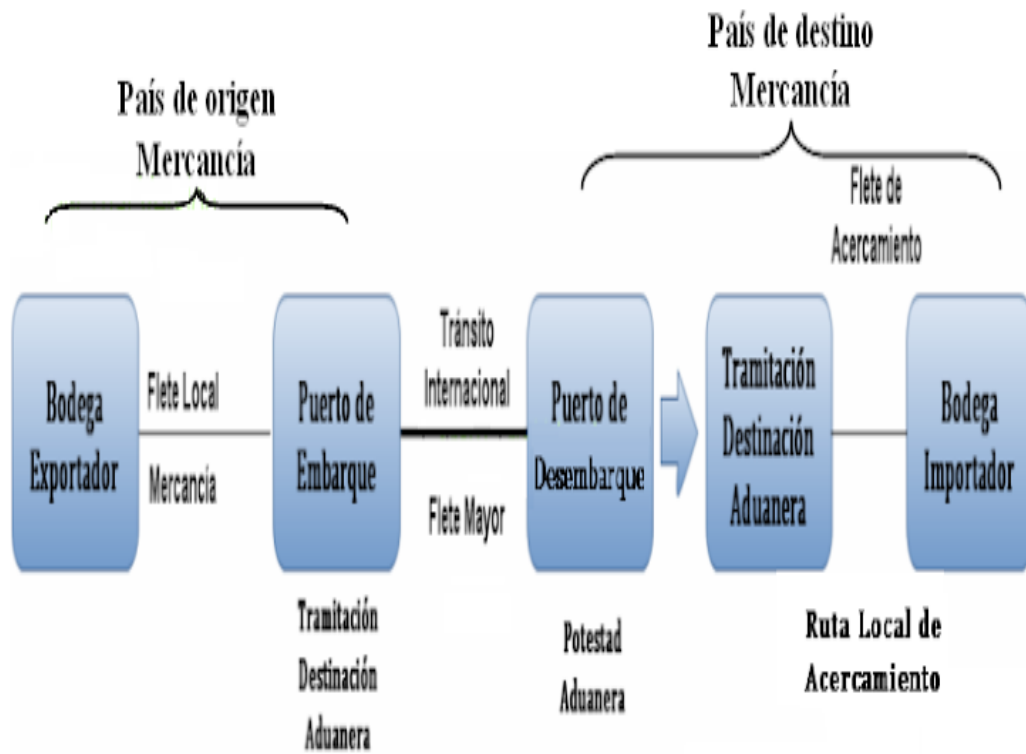 País de origen
Mercancía
País de destino
Mercancía
Flete de
Acercamiento
Bodega
Exportador
Flete Local
Mercancía
Puerto de
Embarque
Tránsito
Internacional
Flete Mayor
Puerto de
Desembarque
Tramitación
Destinación
Aduanera
Bodega
Importador
Tramitación
Destinación
Aduanera
Potestad
Aduanera
Ruta Local de
Acercamiento